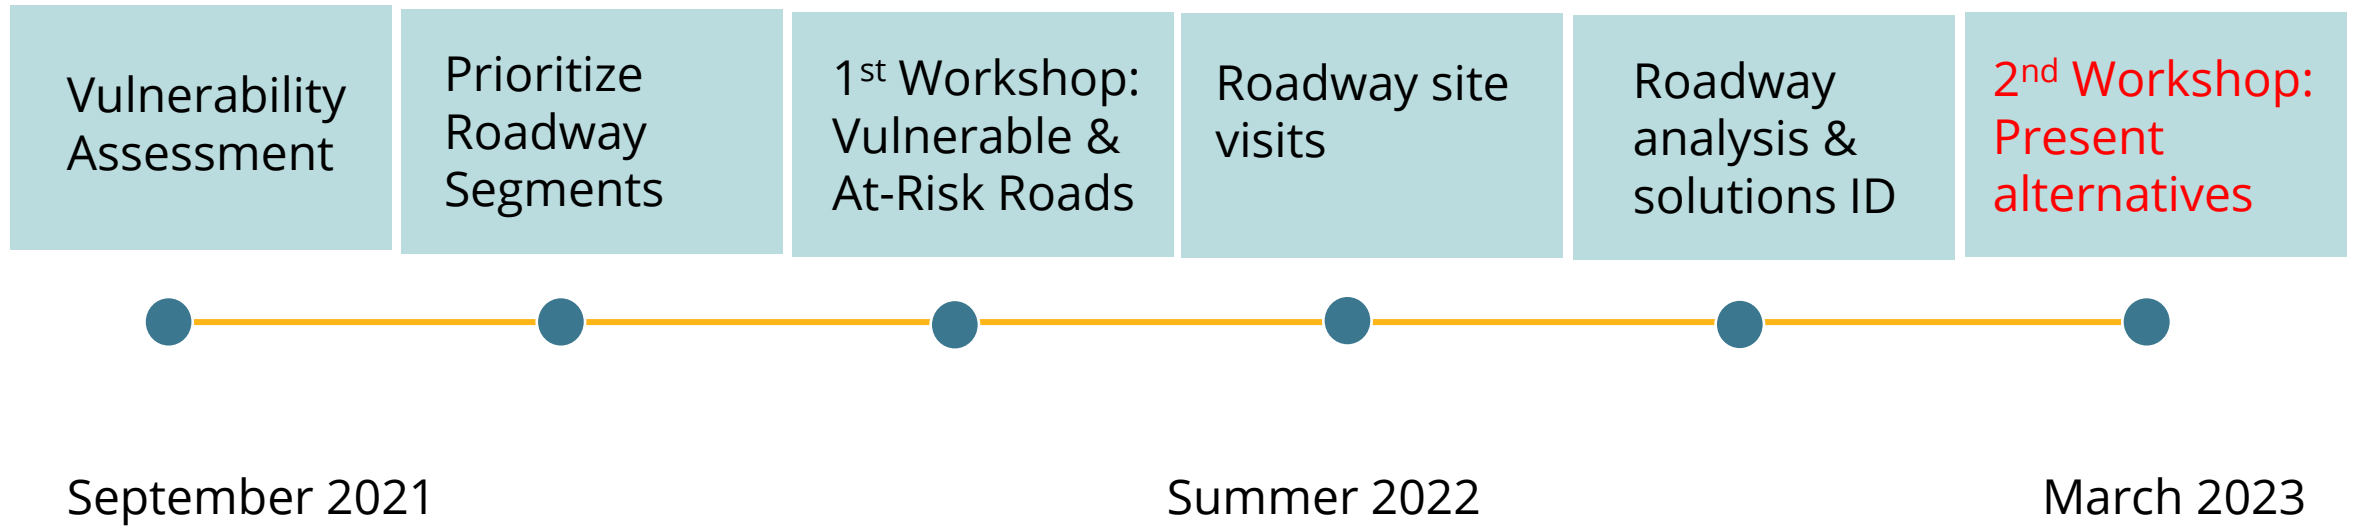 Vulnerability
Assessment
Prioritize
Roadway
Segments
1st Workshop:
Vulnerable &
At-Risk Roads
Roadway site
visits
Roadway
analysis &
solutions ID
2nd Workshop:
Present
alternatives
September 2021
Summer 2022
March 2023